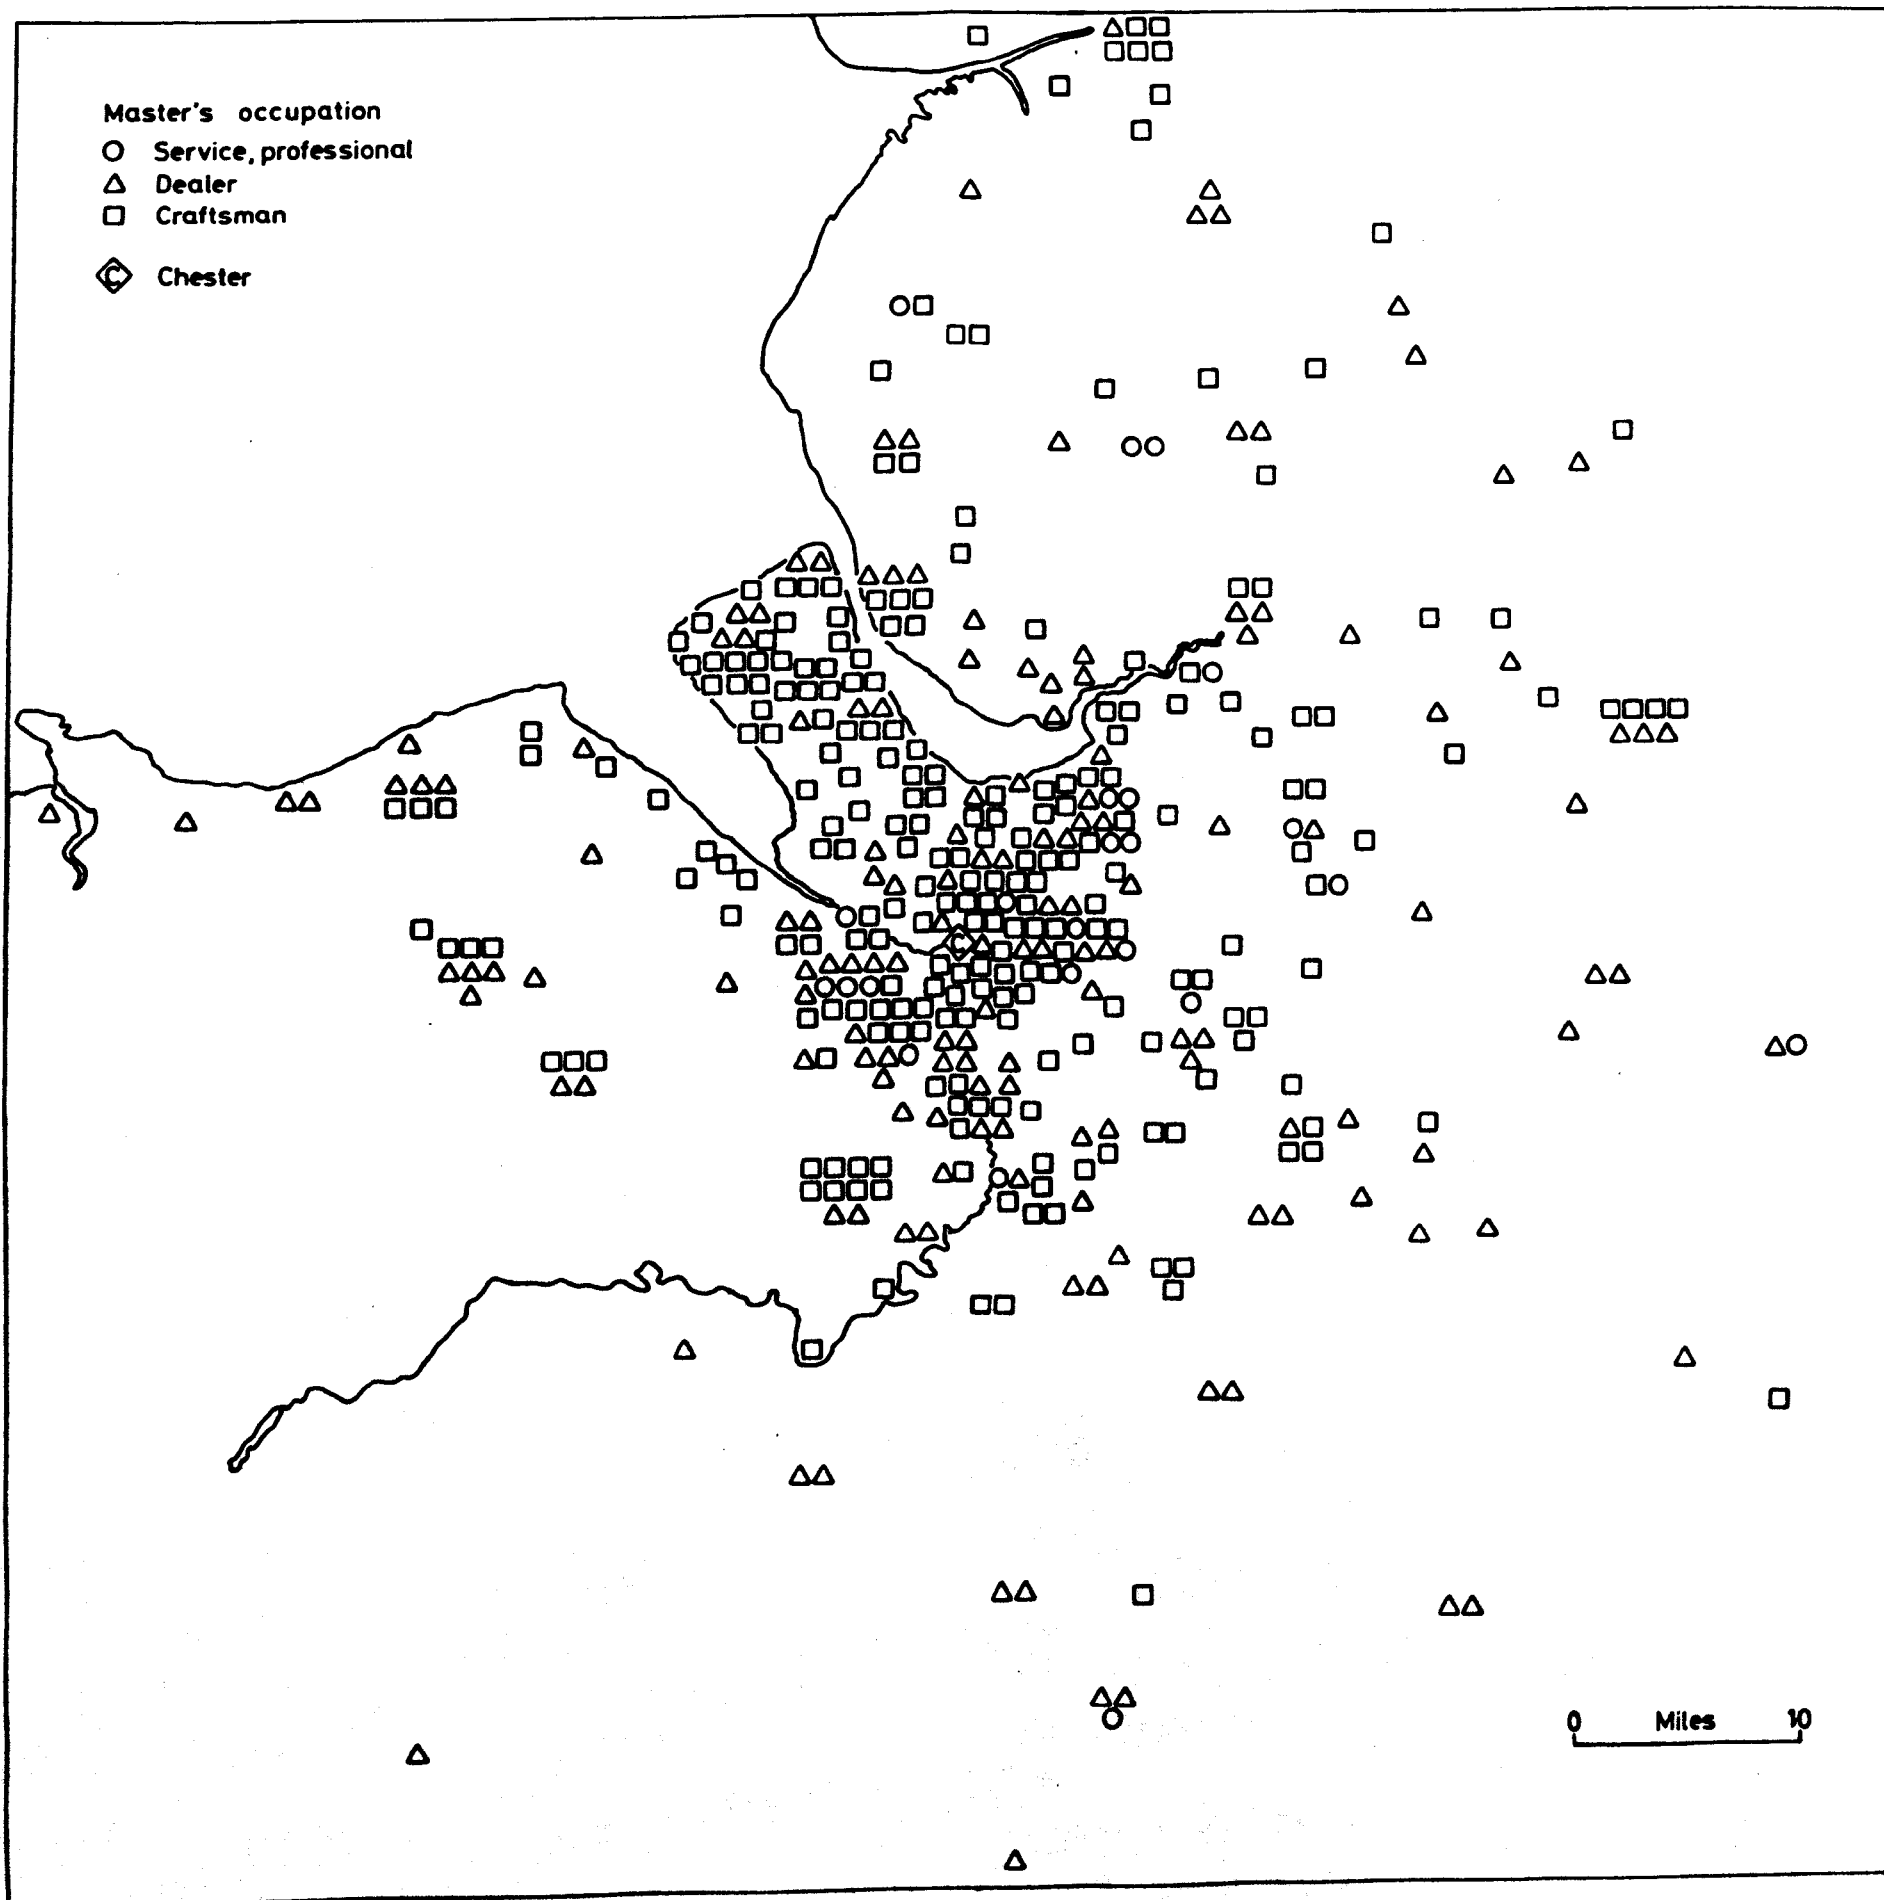 Master's occupation
Service, professional
Dealer
Craftsman
C Chester
C
0 Miles 10